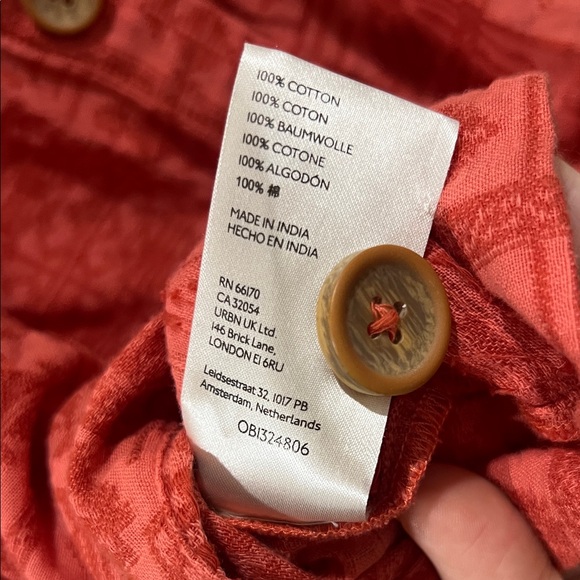 100% COTTON
100% COTON
100% BAUMWOLLE
100% COTONE
100% ALGODÓN
100% 棉
MADE IN INDIA
HECHO EN INDIA
RN 66170
CA 32054
URBN UK Ltd
146 Brick Lane,
LONDON E1 6RU
Leidsestraat 32, 1017 PB
Amsterdam, Netherlands
OB1324806